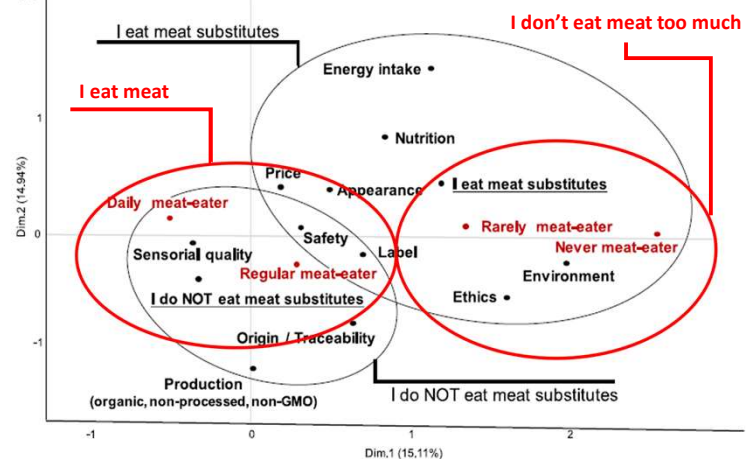 I don't eat meat too much
I eat meat substitutes
Energy intake
I eat meat
1
Nutrition
Price
Appearance
I eat meat substitutes
Daily meat-eater
Rarely meat-eater
Dim.2 (14.94%)
0
Safety
Never meat-eater
Sensorial quality
Label
Regular meat-eater
Environment
I do NOT eat meat substitutes
Ethics
Origin / Traceability
-1
Production
(organic, non-processed, non-GMO)
I do NOT eat meat substitutes
-1
0
1
2
Dim.1 (15,11%)